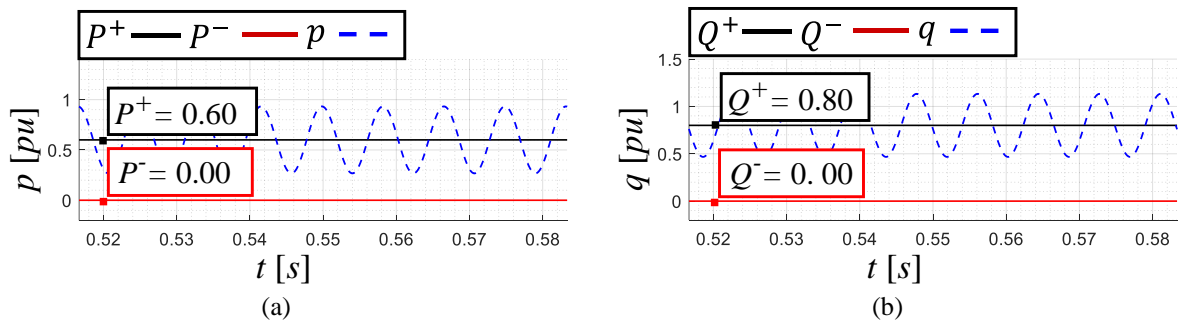 P⁺ P⁻ p
p [pu]
1
0.5
0
P⁺ = 0.60
P⁻ = 0.00
0.52 0.53 0.54 0.55 0.56 0.57 0.58
t [s]
(a)
Q⁺ Q⁻ q
q [pu]
1.5
1
0.5
0
Q⁺ = 0.80
Q⁻ = 0. 00
0.52 0.53 0.54 0.55 0.56 0.57 0.58
t [s]
(b)